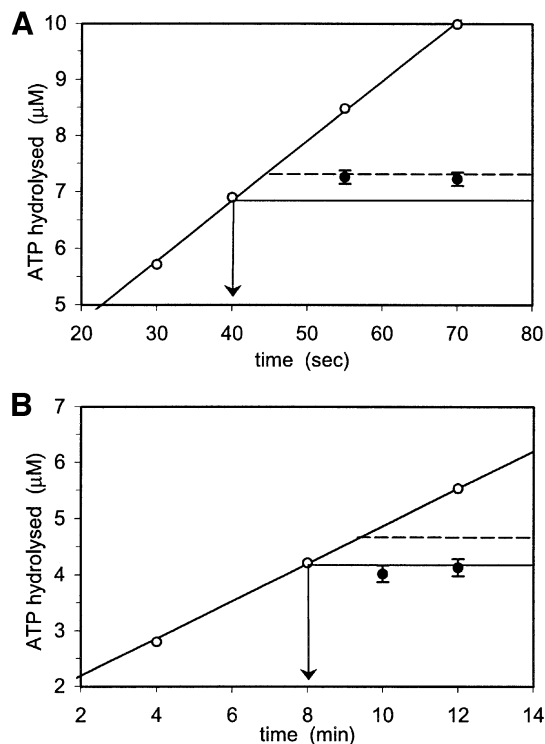 A
10
9
8
7
6
5
ATP hydrolysed (μM)
20 30 40 50 60 70 80
time (sec)
B
7
6
5
4
3
2
ATP hydrolysed (μM)
2 4 6 8 10 12 14
time (min)